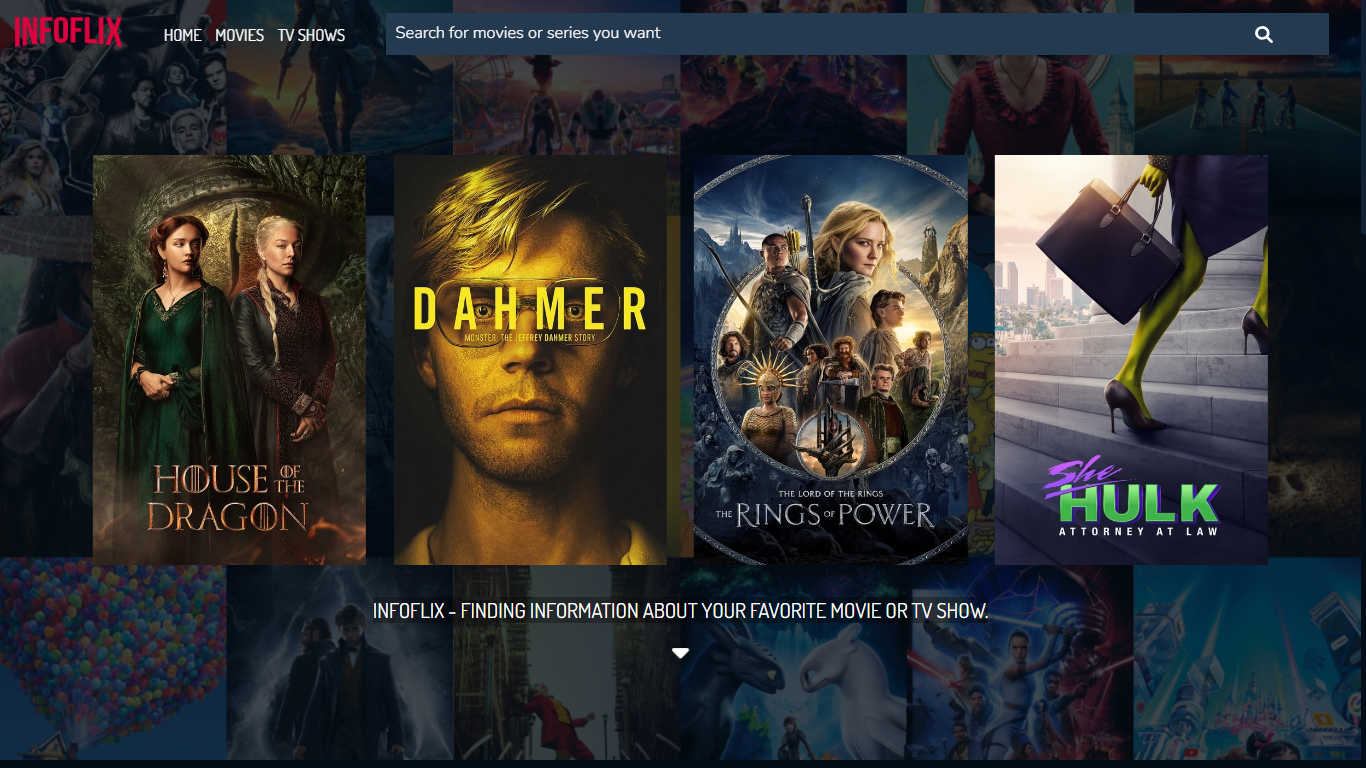 INFOFLIX
HOME MOVIES TV SHOWS
Search for movies or series you want
HOUSE OF THE
DRAGON
DAHMER
MONSTER: THE JEFFREY DAHMER STORY
THE LORD OF THE RINGS
THE RINGS OF POWER
She
HULK
ATTORNEY AT LAW
INFOFLIX - FINDING INFORMATION ABOUT YOUR FAVORITE MOVIE OR TV SHOW.